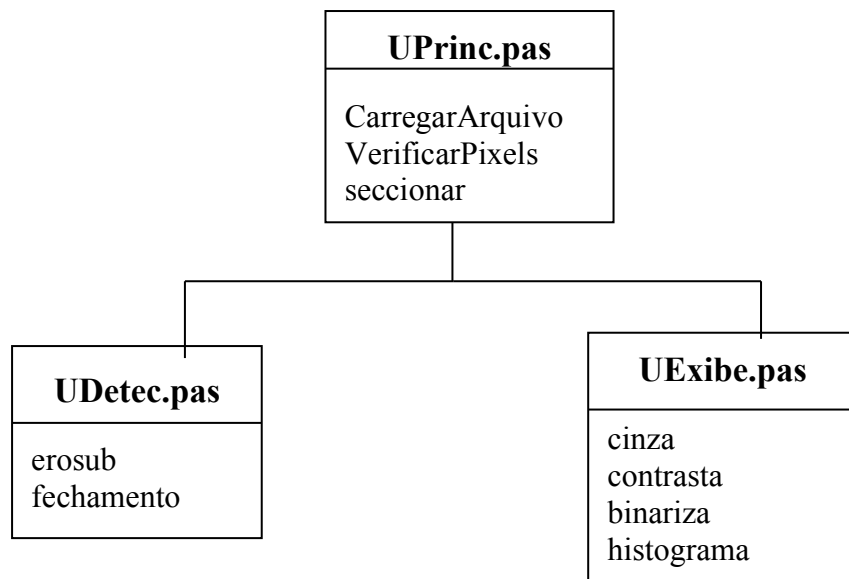 UPrinc.pas
CarregarArquivo
VerificarPixels
seccionar
UDetec.pas
erosub
fechamento
UExibe.pas
cinza
contrasta
binariza
histograma